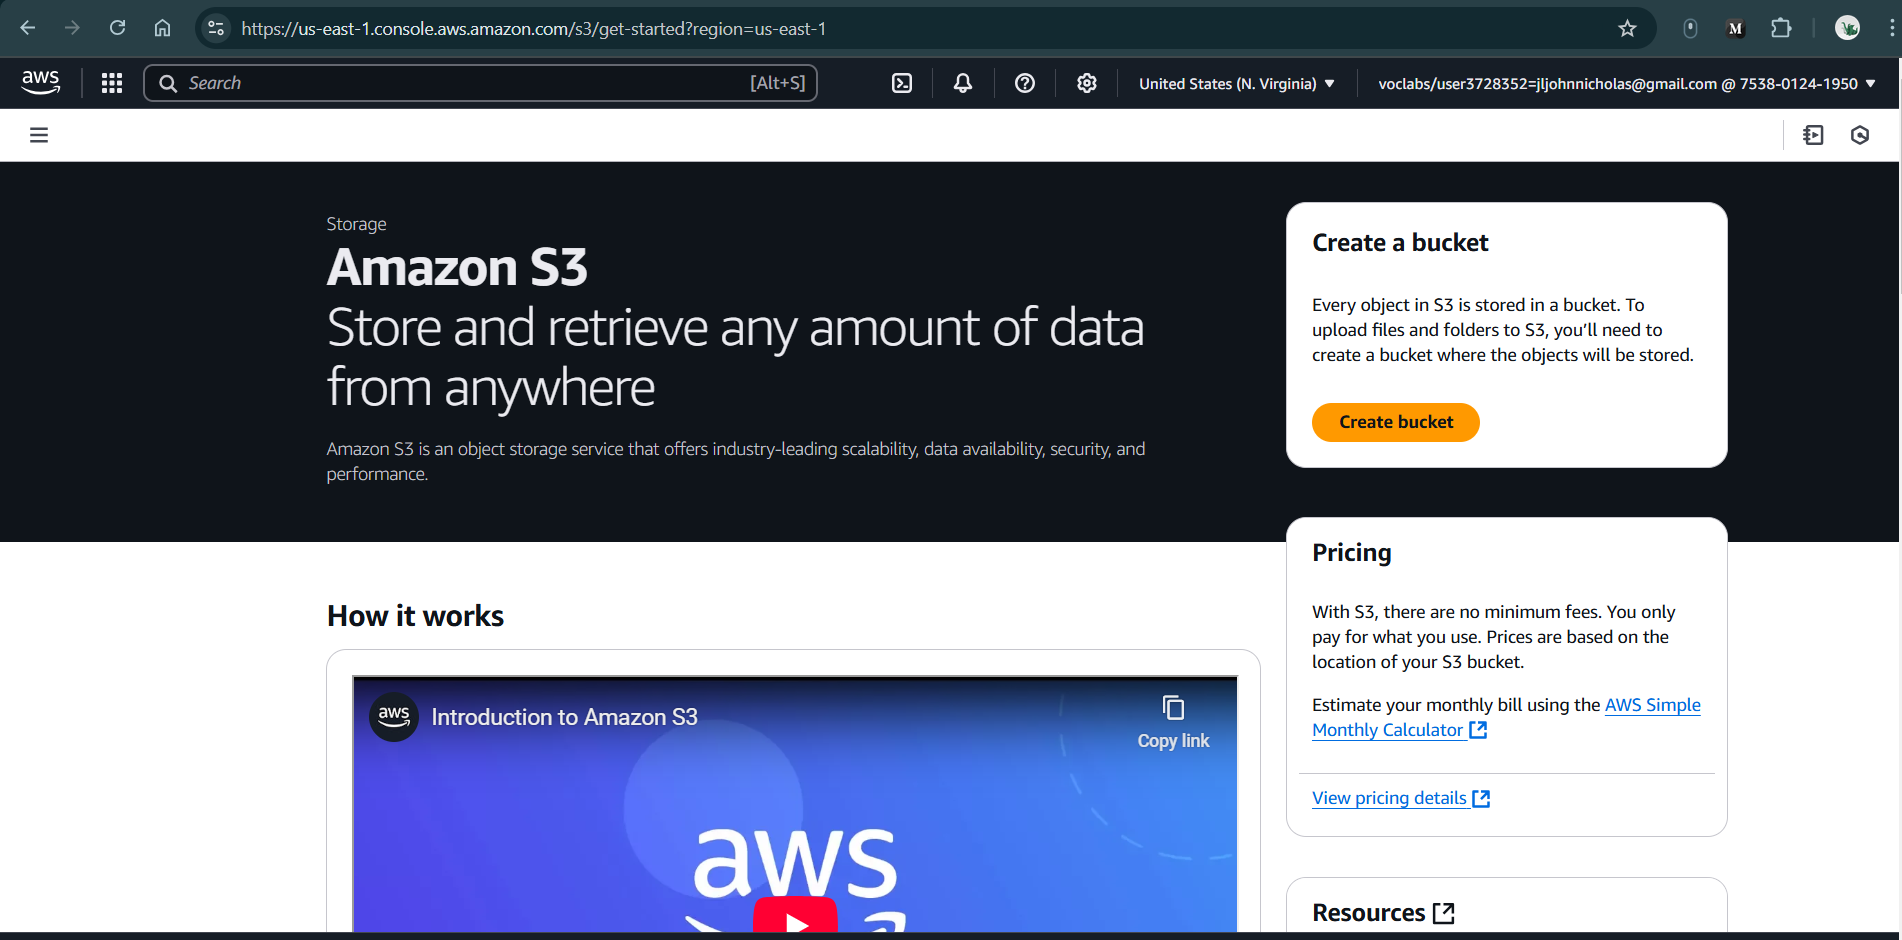 https://us-east-1.console.aws.amazon.com/s3/get-started?region=us-east-1
M
aws
Search
[Alt+S]
United States (N. Virginia)
voclabs/user3728352=jljohnnicholas@gmail.com @ 7538-0124-1950
Storage
Amazon S3
Store and retrieve any amount of data
from anywhere
Amazon S3 is an object storage service that offers industry-leading scalability, data availability, security, and
performance.
Create a bucket
Every object in S3 is stored in a bucket. To
upload files and folders to S3, you’ll need to
create a bucket where the objects will be stored.
Create bucket
Pricing
With S3, there are no minimum fees. You only
pay for what you use. Prices are based on the
location of your S3 bucket.
Estimate your monthly bill using the AWS Simple
Monthly Calculator
View pricing details
Resources
How it works
aws
Introduction to Amazon S3
Copy link
aws